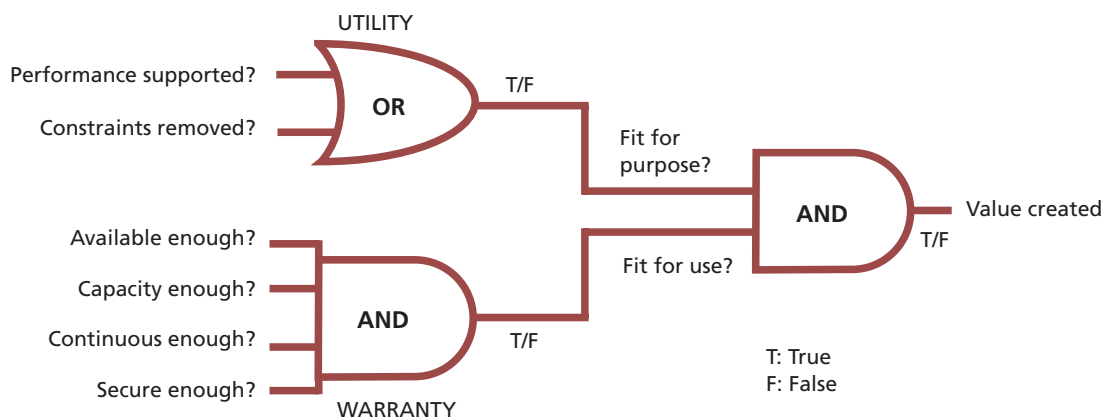 UTILITY
Performance supported?
Constraints removed?
OR
T/F
Fit for
purpose?
AND
Value created
T/F
Available enough?
Capacity enough?
Continuous enough?
Secure enough?
AND
T/F
Fit for use?
WARRANTY
T: True
F: False